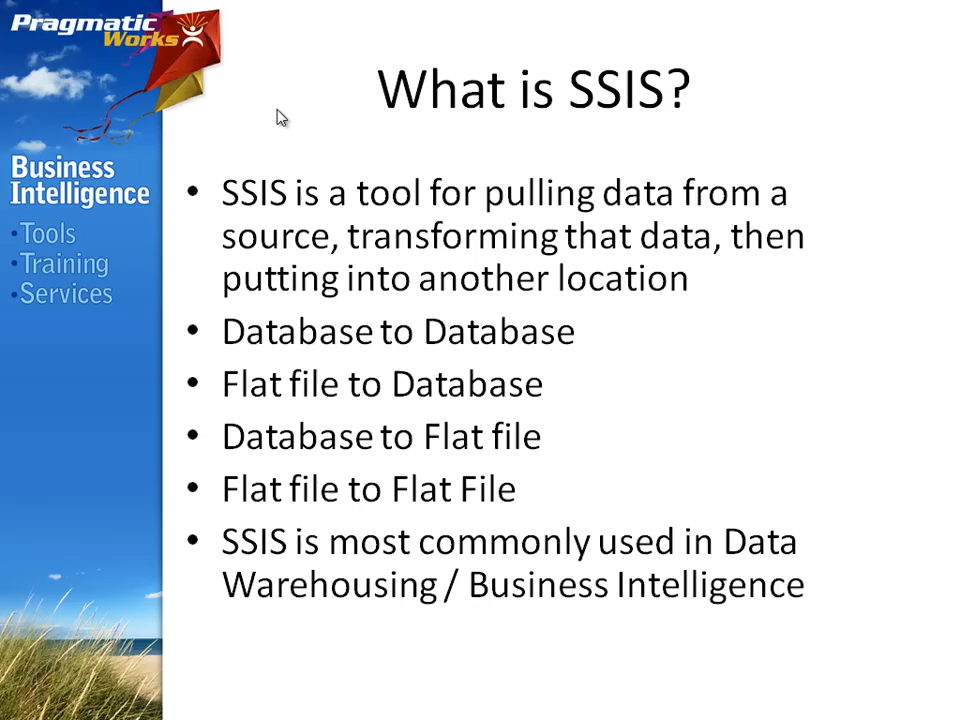 Pragmatic
Works
Business
Intelligence
•Tools
•Training
•Services
What is SSIS?
• SSIS is a tool for pulling data from a
source, transforming that data, then
putting into another location
• Database to Database
• Flat file to Database
• Database to Flat file
• Flat file to Flat File
• SSIS is most commonly used in Data
Warehousing / Business Intelligence